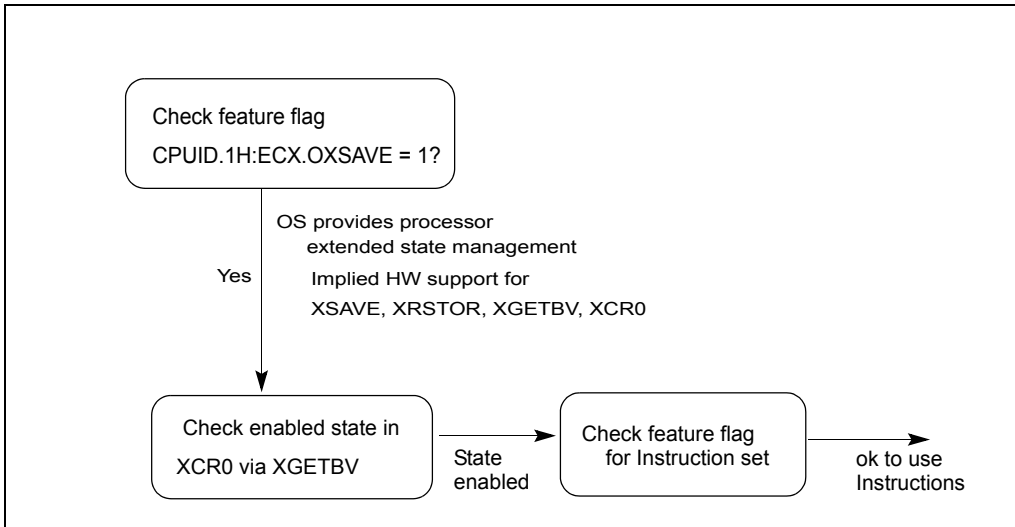 Check feature flag
CPUID.1H:ECX.OXSAVE = 1?
OS provides processor
extended state management
Yes
Implied HW support for
XSAVE, XRSTOR, XGETBV, XCR0
Check enabled state in
XCR0 via XGETBV
State
enabled
Check feature flag
for Instruction set
ok to use
Instructions